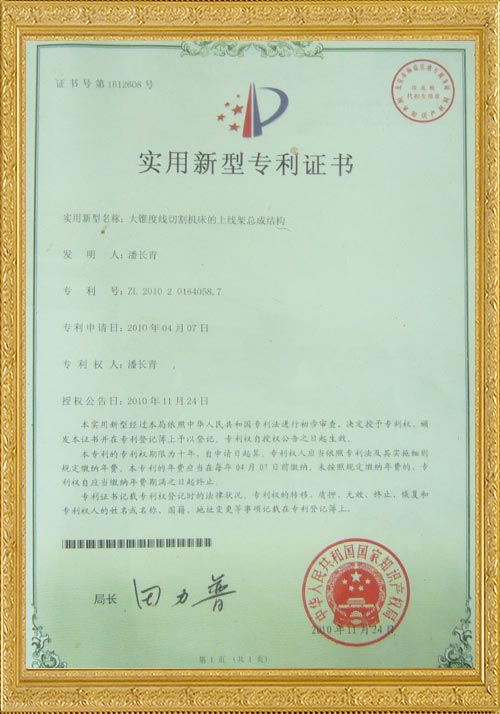 证书号第1612608号
实用新型专利证书
实用新型名称：大锥度线切割机床的上线架总成结构
发明人：潘长青
专利号：ZL 2010 2 0164058.7
专利申请日：2010年04月07日
专利权人：潘长青
授权公告日：2010年11月24日
本实用新型经过本局依照中华人民共和国专利法进行初步审查，决定授予专利权，颁
发本证书并在专利登记簿上予以登记。专利权自授权公告之日起生效。
本专利的专利权期限为十年，自申请日起算。专利权人应当依照专利法及其实施细则
规定缴纳年费。本专利的年费应当在每年04月07日前缴纳。未按照规定缴纳年费的，专
利权自应当缴纳年费期满之日起终止。
专利证书记载专利权登记时的法律状况。专利权的转移、质押、无效、终止、恢复和
专利权人的姓名或名称、国籍、地址变更等事项记载在专利登记簿上。
局长 田力普
中华人民共和国国家知识产权局
2010年11月24日
第1页（共1页）